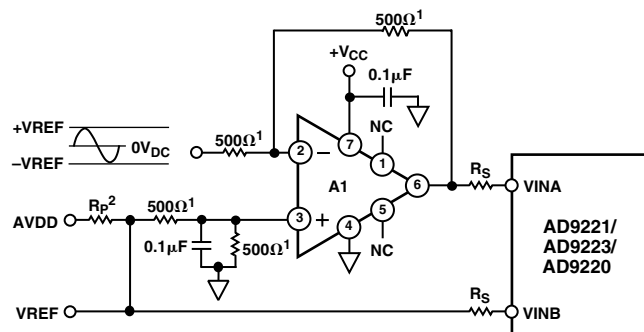 500Ω¹
+VCC
0.1µF
+VREF
0VDC
–VREF
500Ω¹
NC
2
–
7
1
A1
6
RS
VINA
RP²
AVDD
500Ω¹
3
+
5
4
NC
0.1µF
500Ω¹
AD9221/
AD9223/
AD9220
VREF
RS
VINB